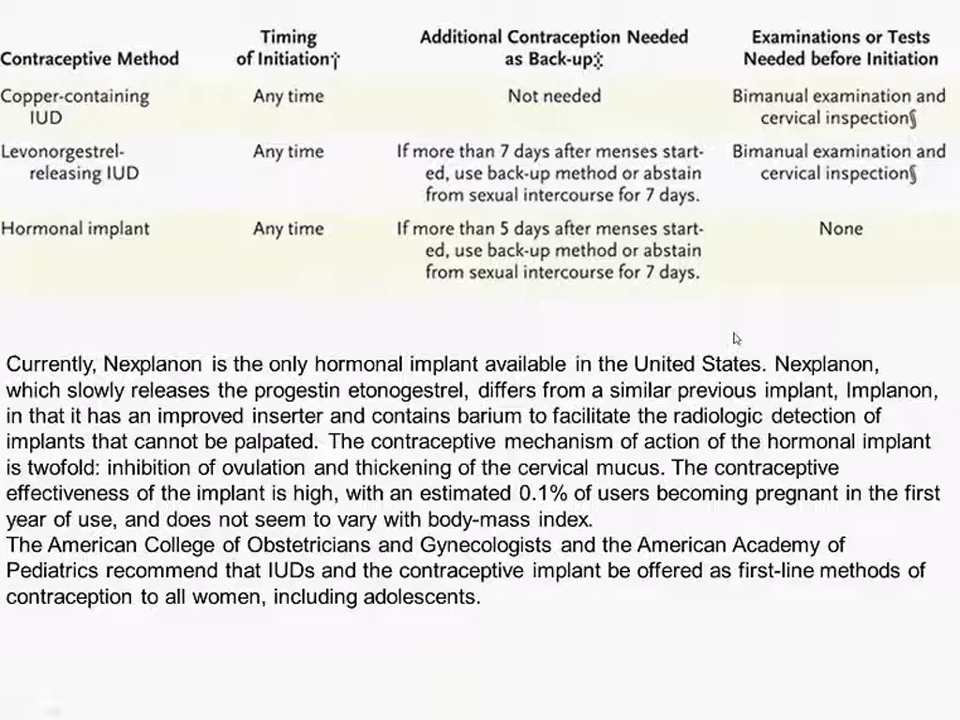 Contraceptive Method Timing of Initiation† Additional Contraception Needed as Back-up‡ Examinations or Tests Needed before Initiation
Copper-containing IUD Any time Not needed Bimanual examination and cervical inspection§
Levonorgestrel-releasing IUD Any time If more than 7 days after menses start-ed, use back-up method or abstain from sexual intercourse for 7 days. Bimanual examination and cervical inspection§
Hormonal implant Any time If more than 5 days after menses start-ed, use back-up method or abstain from sexual intercourse for 7 days. None
Currently, Nexplanon is the only hormonal implant available in the United States. Nexplanon,
which slowly releases the progestin etonogestrel, differs from a similar previous implant, Implanon,
in that it has an improved inserter and contains barium to facilitate the radiologic detection of
implants that cannot be palpated. The contraceptive mechanism of action of the hormonal implant
is twofold: inhibition of ovulation and thickening of the cervical mucus. The contraceptive
effectiveness of the implant is high, with an estimated 0.1% of users becoming pregnant in the first
year of use, and does not seem to vary with body-mass index.
The American College of Obstetricians and Gynecologists and the American Academy of
Pediatrics recommend that IUDs and the contraceptive implant be offered as first-line methods of
contraception to all women, including adolescents.